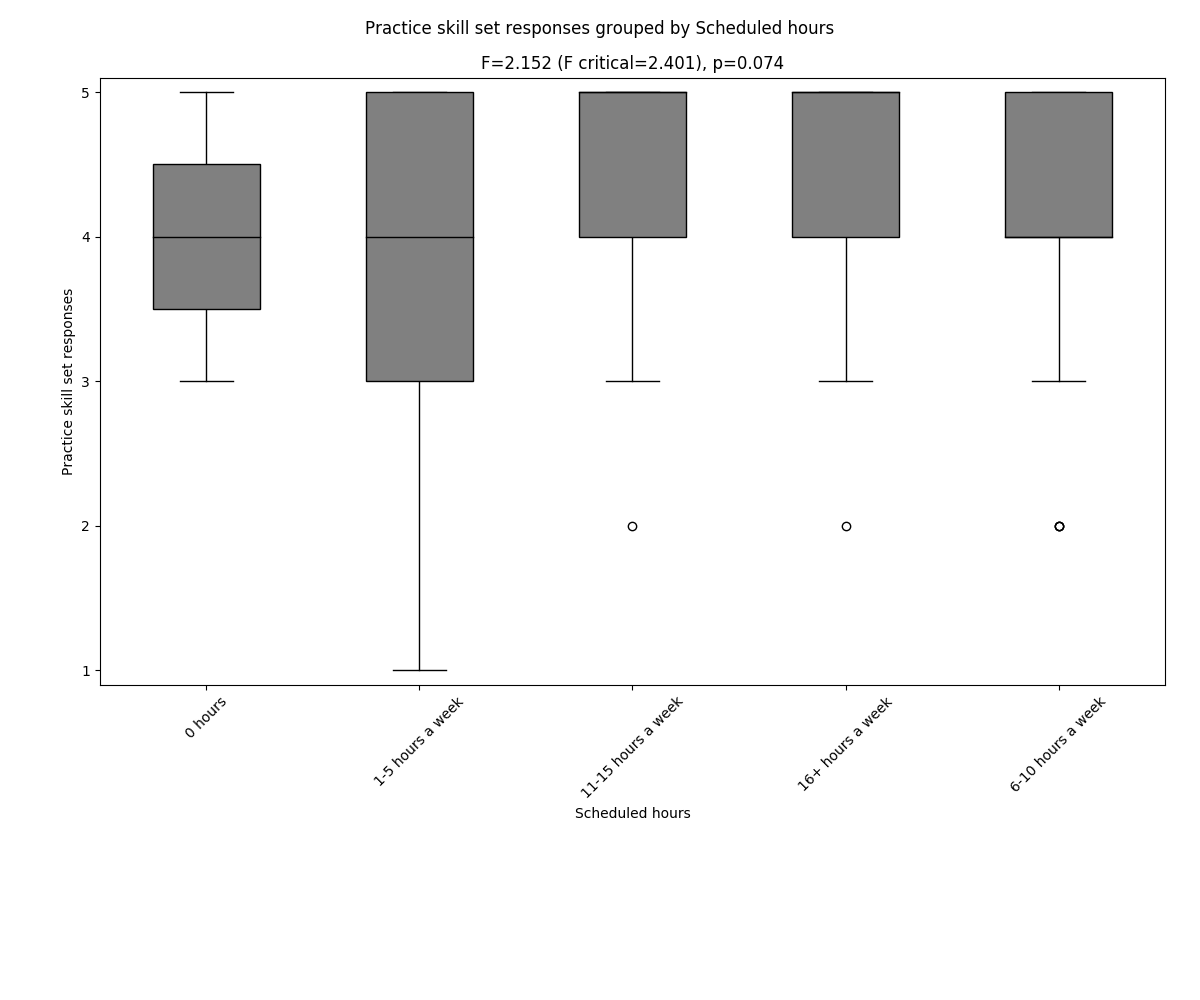 Practice skill set responses grouped by Scheduled hours
F=2.152 (F critical=2.401), p=0.074
Practice skill set responses
5
4
3
2
1
0 hours
1-5 hours a week
11-15 hours a week
16+ hours a week
6-10 hours a week
Scheduled hours